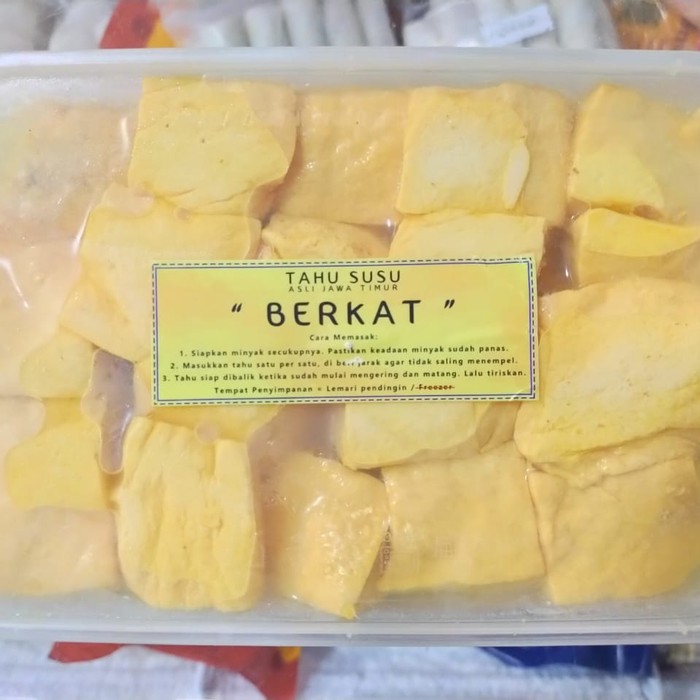 TAHU SUSU
ASLI JAWA TIMUR
“ BERKAT ”
Cara Memasak:
1. Siapkan minyak secukupnya. Pastikan keadaan minyak sudah panas.
2. Masukkan tahu satu per satu, di beri jarak agar tidak saling menempel.
3. Tahu siap dibalik ketika sudah mulai mengering dan matang. Lalu tiriskan.
Tempat Penyimpanan = Lemari pendingin / Freezer